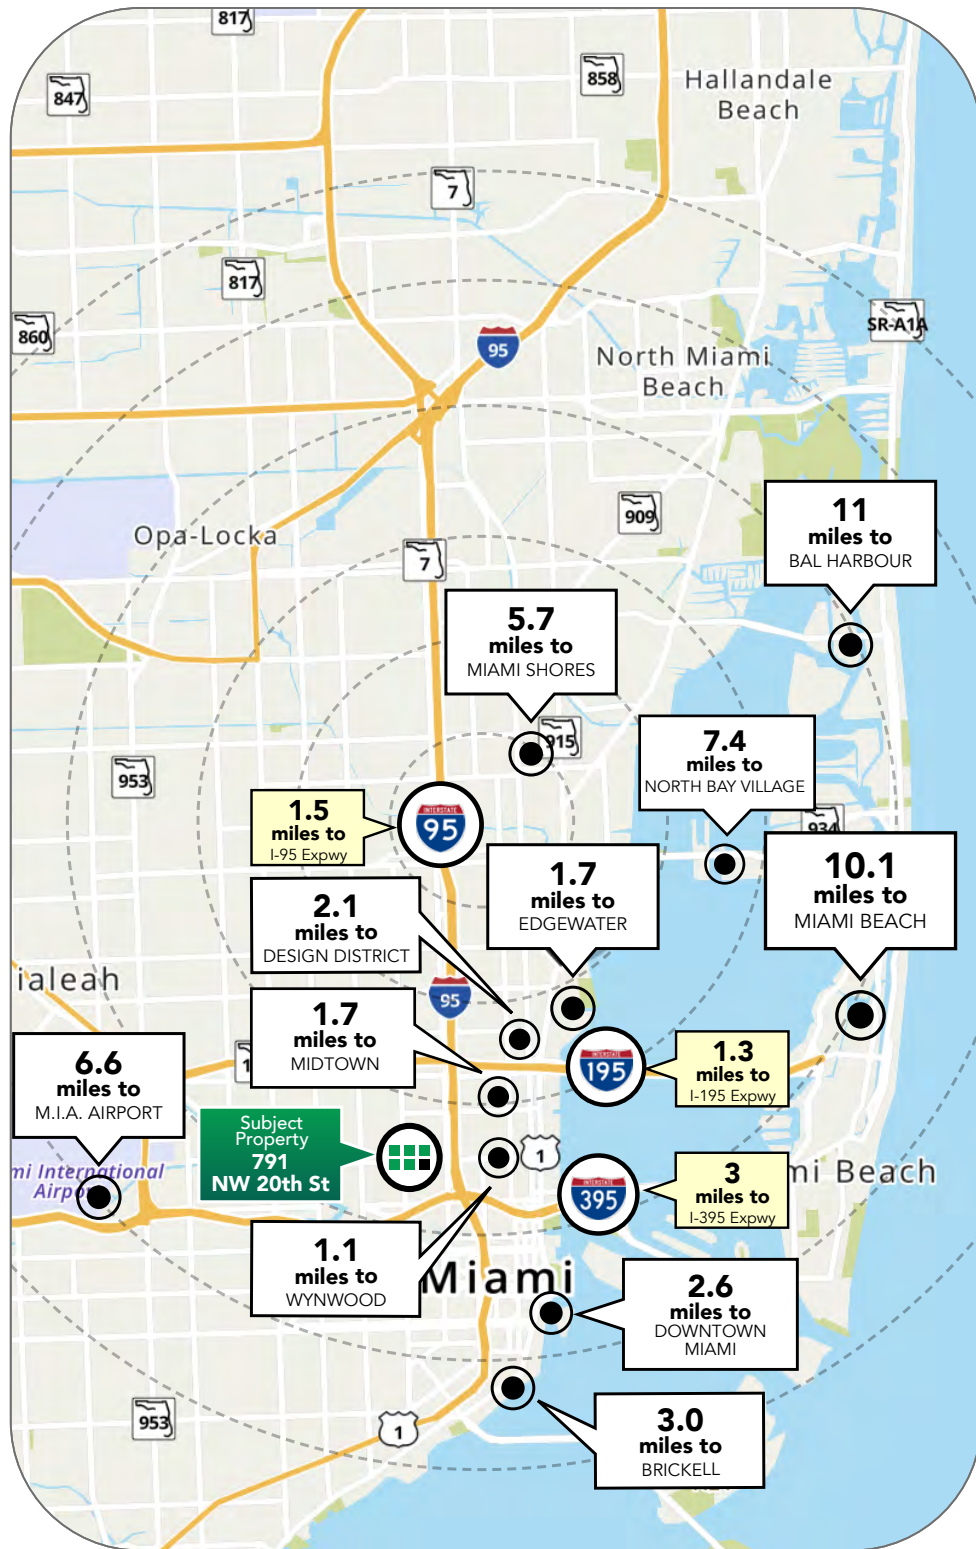 817
847
858
Hallandale
Beach
7
817
860
SR-A1A
95
North Miami
Beach
909
Opa-Locka
7
11
miles to
BAL HARBOUR
5.7
miles to
MIAMI SHORES
915
7.4
miles to
NORTH BAY VILLAGE
953
1.5
miles to
I-95 Expwy
INTERSTATE
95
934
10.1
miles to
MIAMI BEACH
1.7
miles to
EDGEWATER
2.1
miles to
DESIGN DISTRICT
ialeah
95
1.7
miles to
MIDTOWN
6.6
miles to
M.I.A. AIRPORT
1
INTERSTATE
195
1.3
miles to
I-195 Expwy
Subject
Property
791
NW 20th St
1
mi International
Airpo
INTERSTATE
395
3
miles to
I-395 Expwy
mi Beach
1.1
miles to
WYNWOOD
Miami
2.6
miles to
DOWNTOWN
MIAMI
953
1
3.0
miles to
BRICKELL